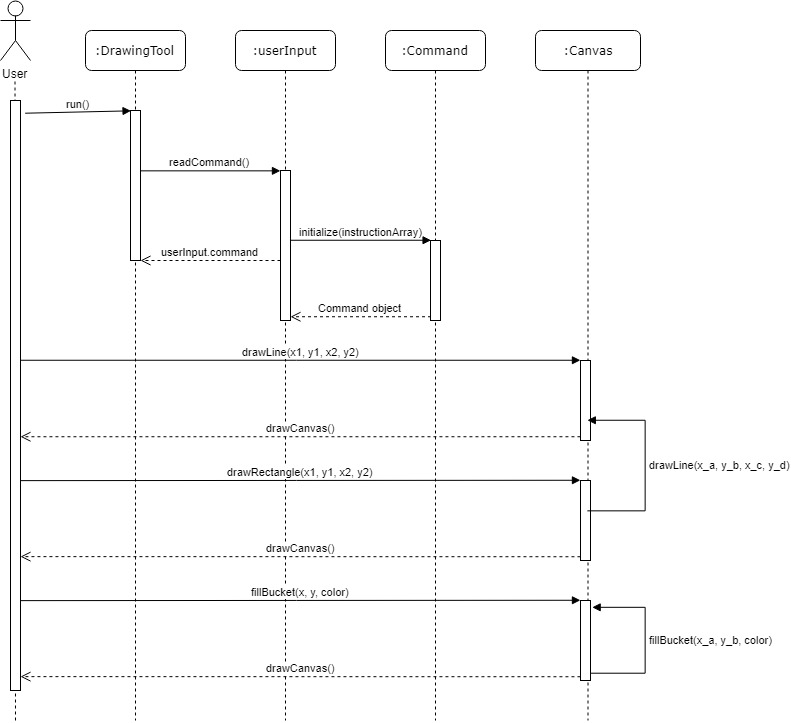 :DrawingTool
:userInput
:Command
:Canvas
User
run()
readCommand()
initialize(instructionArray)
userInput.command
Command object
drawLine(x1, y1, x2, y2)
drawCanvas()
drawLine(x_a, y_b, x_c, y_d)
drawRectangle(x1, y1, x2, y2)
drawCanvas()
fillBucket(x, y, color)
fillBucket(x_a, y_b, color)
drawCanvas()